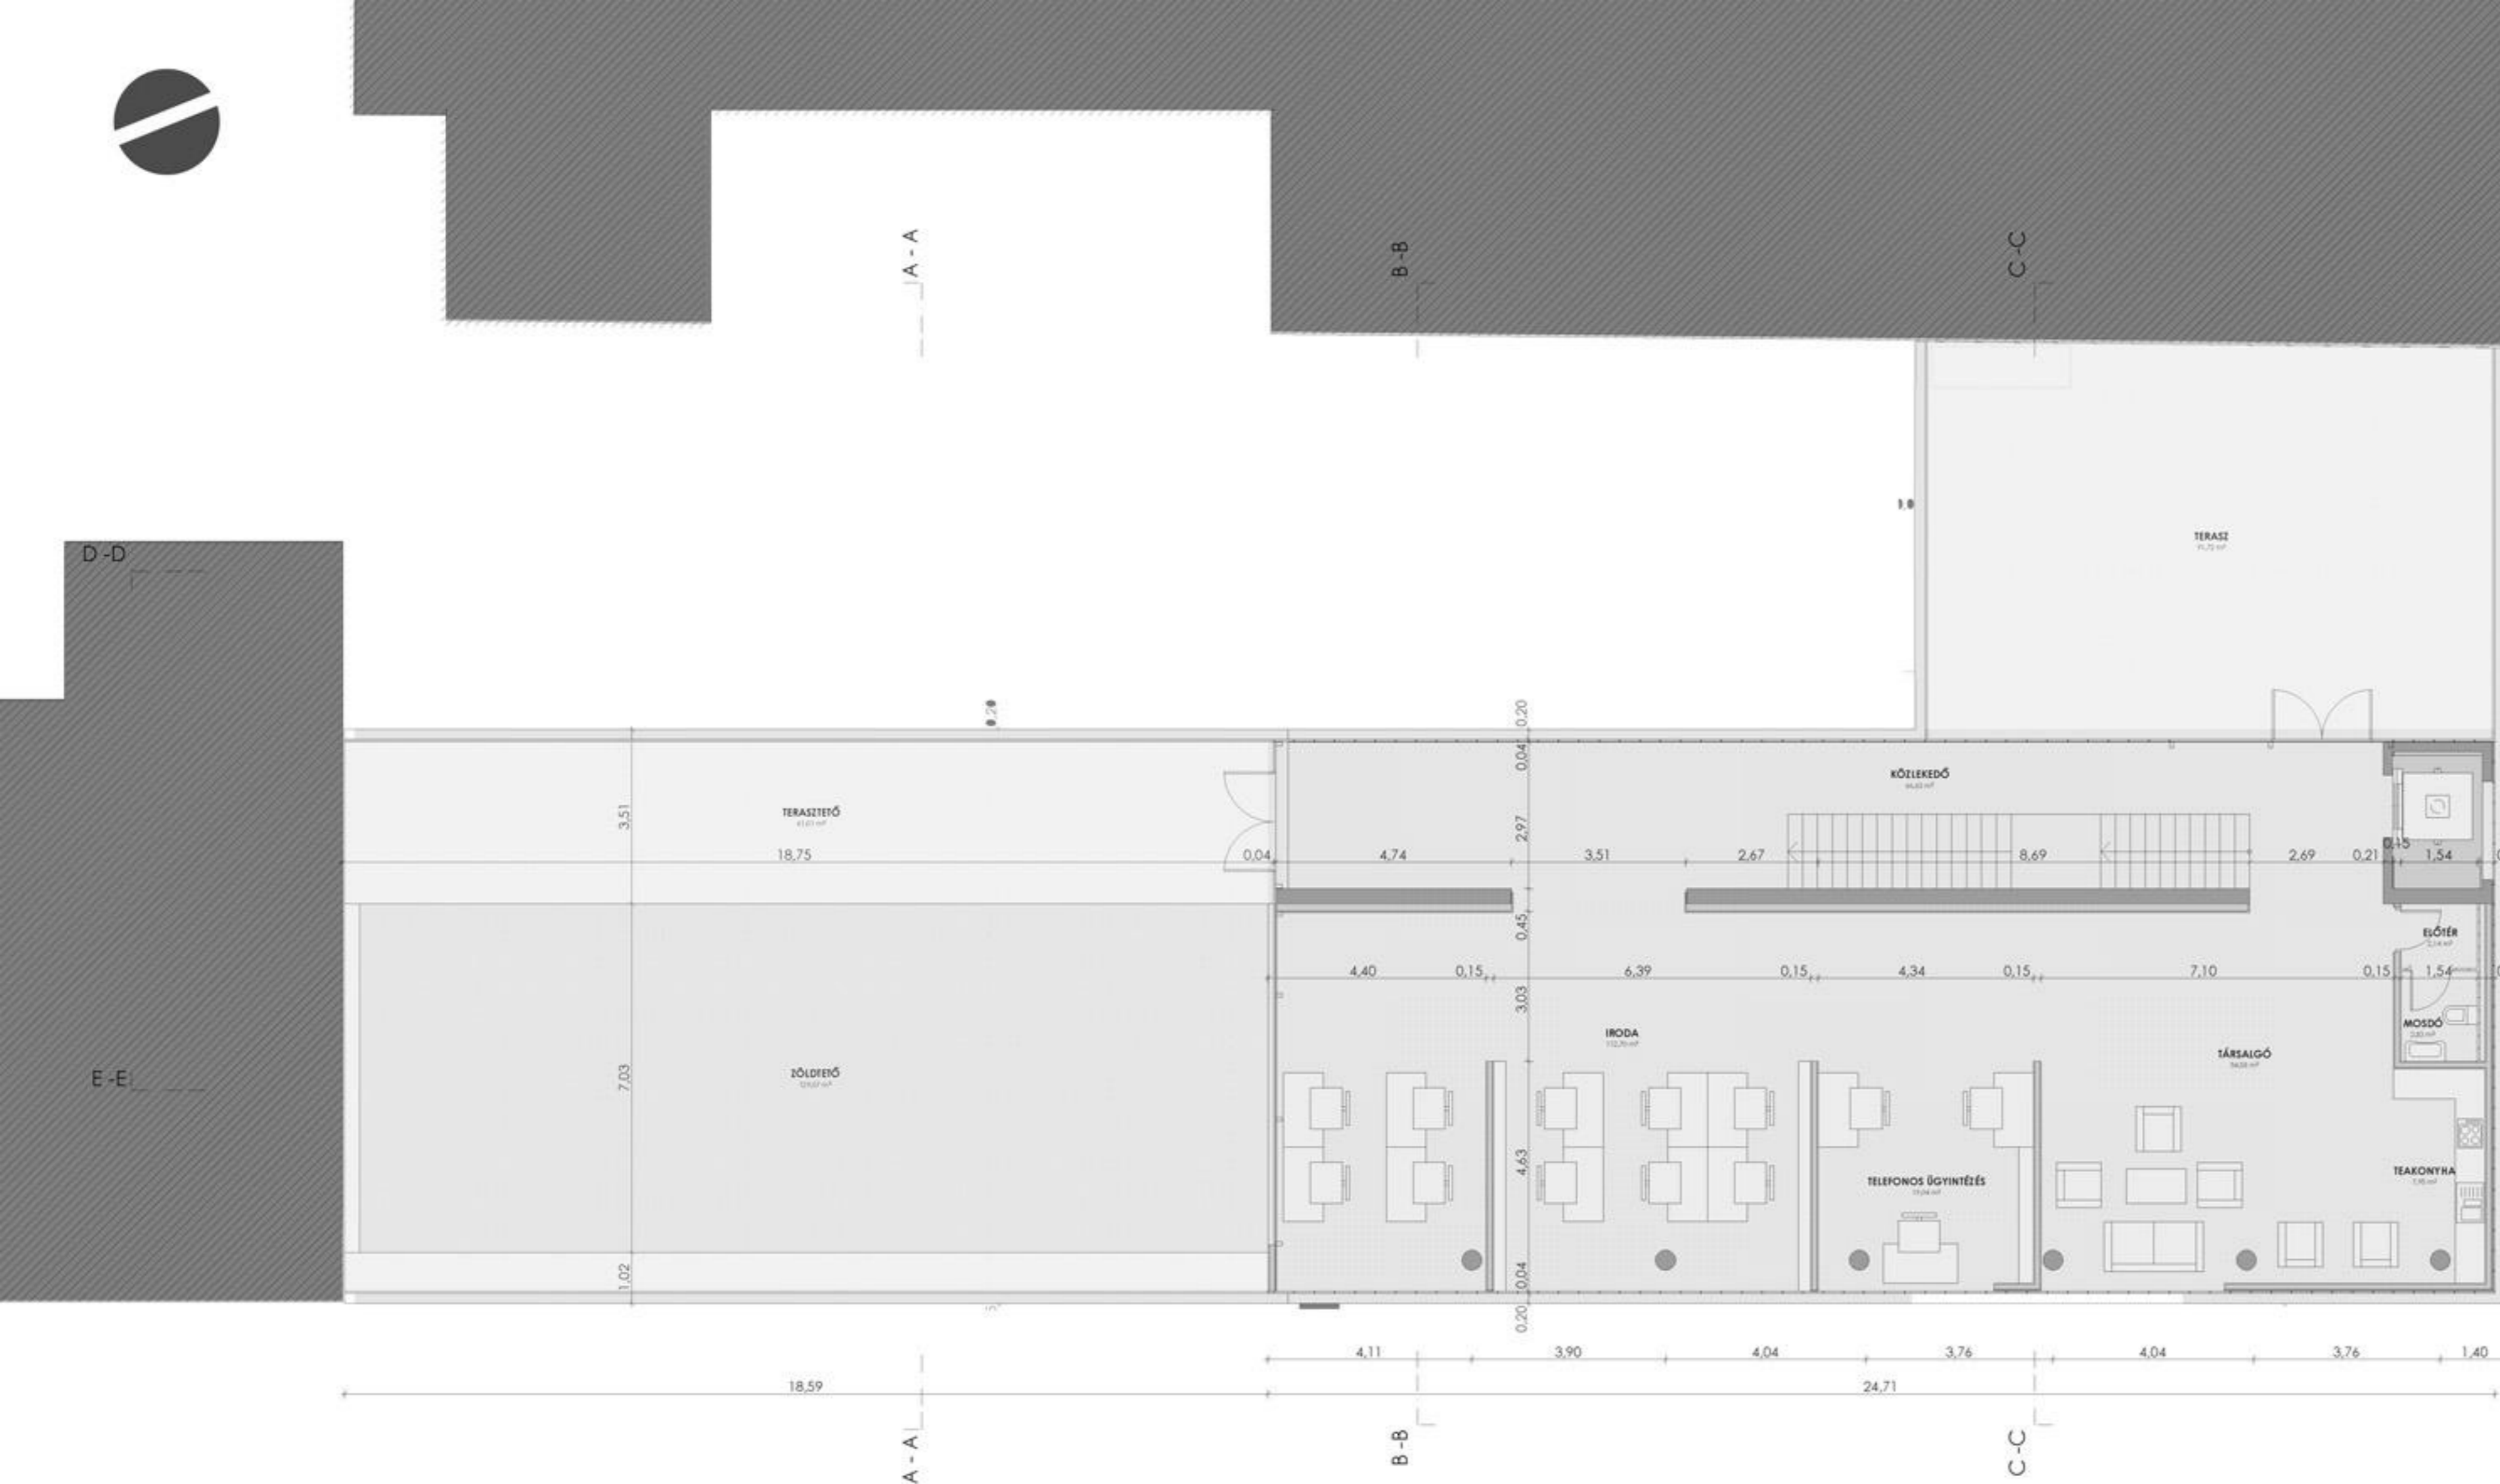 A - A
B -B
C -C
D -D
TERASZ
0,20
0,20
0,04
KÖZLEKEDŐ
TERASZTETŐ
3,51
2,97
18,75
0,04
4,74
3,51
2,67
8,69
2,69
0,21
0,15
1,54
0,45
ELŐTÉR
4,40
0,15
6,39
0,15
4,34
0,15
7,10
0,15
1,54
3,03
IRODA
MOSDÓ
TÁRSALGÓ
ZÖLDTETŐ
7,03
E -E
4,63
TEAKONYHA
TELEFONOS ÜGYINTÉZÉS
1,02
0,04
0,20
4,11
3,90
4,04
3,76
4,04
3,76
1,40
18,59
24,71
A - A
B -B
C -C